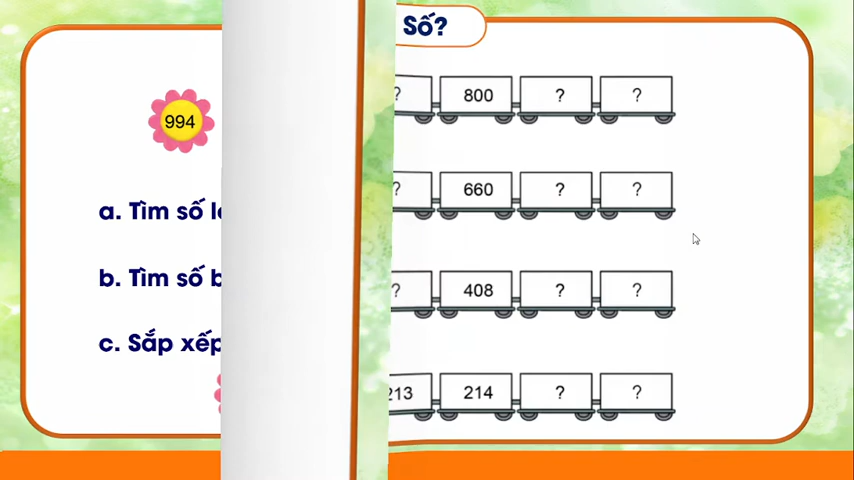 Số?
994
? 800 ? ?
a. Tìm số
? 660 ? ?
b. Tìm số
? 408 ? ?
c. Sắp xếp
213 214 ? ?